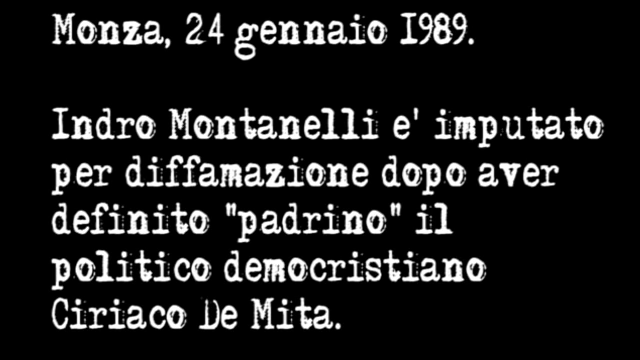 Monza, 24 gennaio 1989.
Indro Montanelli e' imputato
per diffamazione dopo aver
definito "padrino" il
politico democristiano
Ciriaco De Mita.